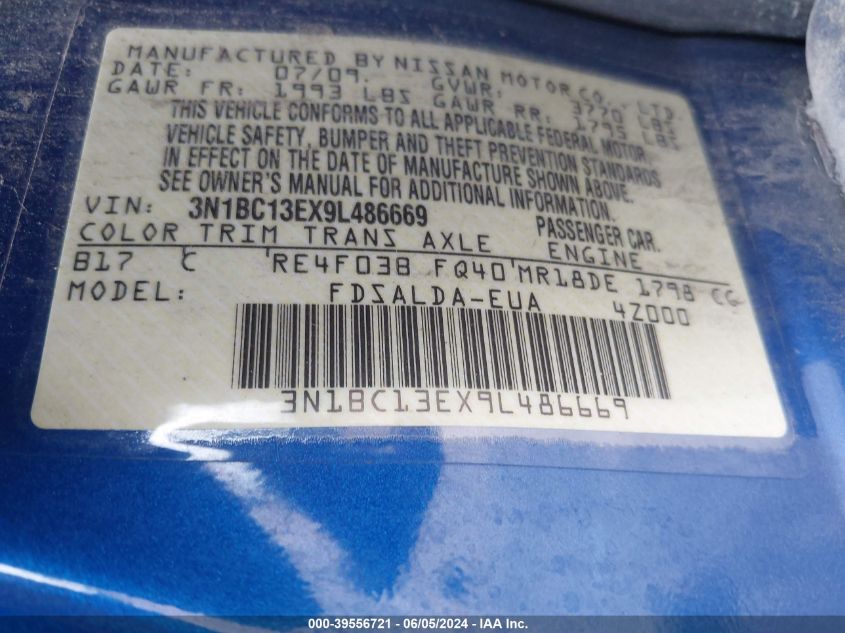 MANUFACTURED BY NISSAN MOTOR CO., LTD
DATE: 07/09. GVWR: 3770 LBS
GAWR FR: 1993 LBS GAWR RR: 1795 LBS
THIS VEHICLE CONFORMS TO ALL APPLICABLE FEDERAL MOTOR
VEHICLE SAFETY, BUMPER AND THEFT PREVENTION STANDARDS
IN EFFECT ON THE DATE OF MANUFACTURE SHOWN ABOVE.
SEE OWNER'S MANUAL FOR ADDITIONAL INFORMATION.
VIN: 3N1BC13EX9L486669 PASSENGER CAR.
COLOR TRIM TRANS AXLE ENGINE
B17 C RE4F03B FQ40 MR18DE 1798 CC
MODEL: FDSALDA-EUA 4Z000
3N1BC13EX9L486669
000-39556721 - 06/05/2024 - IAA Inc.